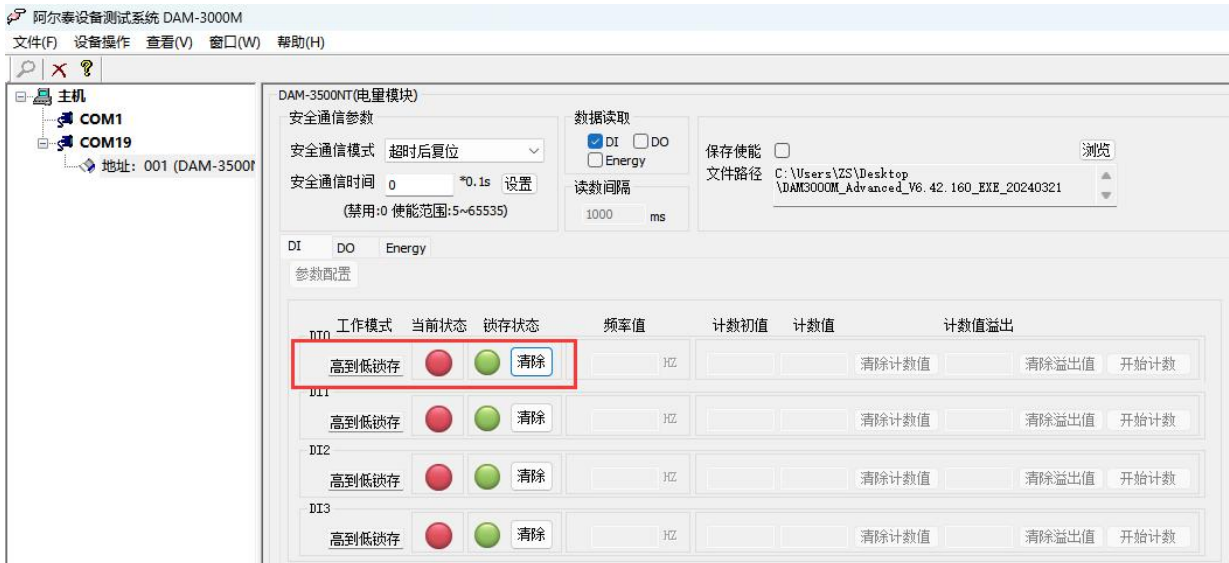 阿尔泰设备测试系统 DAM-3000M
文件(F) 设备操作 查看(V) 窗口(W) 帮助(H)
主机
COM1
COM19
地址: 001 (DAM-3500N
DAM-3500NT(电量模块)
安全通信参数
安全通信模式 超时后复位
安全通信时间 0 *0.1s 设置
(禁用:0 使能范围:5~65535)
数据读取
DI DO
Energy
读数间隔
1000 ms
保存使能 浏览
文件路径 C:\Users\ZS\Desktop
\DAM3000M_Advanced_V6.42.160_EXE_20240321
DI DO Energy
参数配置
工作模式 当前状态 锁存状态 频率值 计数初值 计数值 计数值溢出
DI0
高到低锁存 清除 HZ 清除计数值 清除溢出值 开始计数
DI1
高到低锁存 清除 HZ 清除计数值 清除溢出值 开始计数
DI2
高到低锁存 清除 HZ 清除计数值 清除溢出值 开始计数
DI3
高到低锁存 清除 HZ 清除计数值 清除溢出值 开始计数